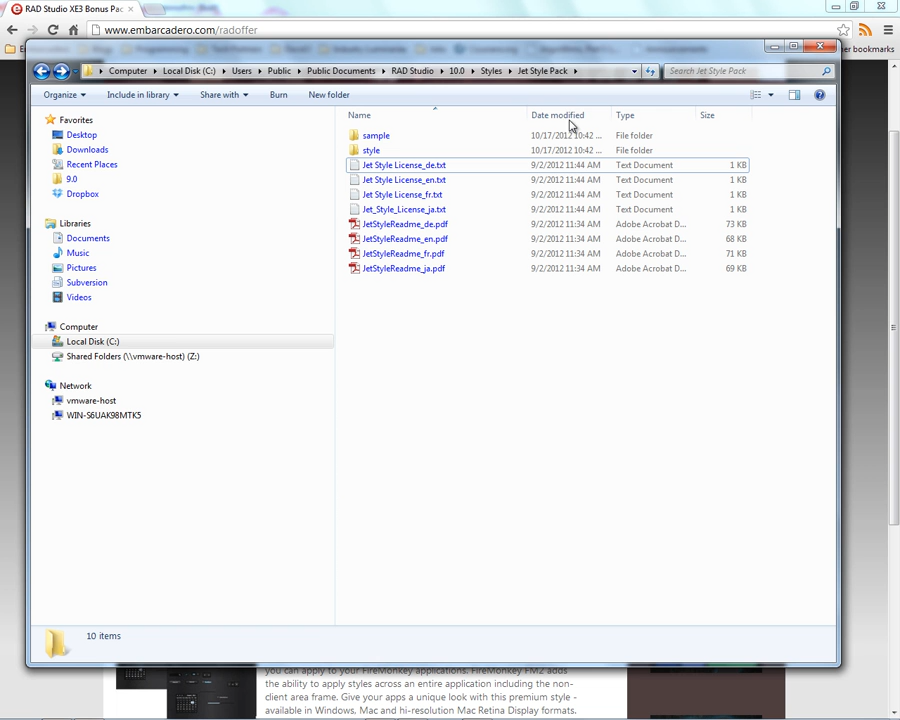 RAD Studio XE3 Bonus Pac ×
www.embarcadero.com/radoffer
her bookmarks
Computer Local Disk (C:) Users Public Public Documents RAD Studio 10.0 Styles Jet Style Pack Search Jet Style Pack
Organize Include in library Share with Burn New folder
Name Date modified Type Size
Favorites
Desktop
Downloads
Recent Places
9.0
Dropbox
Libraries
Documents
Music
Pictures
Subversion
Videos
Computer
Local Disk (C:)
Shared Folders (\\vmware-host) (Z:)
Network
vmware-host
WIN-S6UAK98MTK5
sample 10/17/2012 10:42 ... File folder
style 10/17/2012 10:42 ... File folder
Jet Style License_de.txt 9/2/2012 11:44 AM Text Document 1 KB
Jet Style License_en.txt 9/2/2012 11:44 AM Text Document 1 KB
Jet Style License_fr.txt 9/2/2012 11:44 AM Text Document 1 KB
Jet_Style_License_ja.txt 9/2/2012 11:44 AM Text Document 1 KB
JetStyleReadme_de.pdf 9/2/2012 11:34 AM Adobe Acrobat D... 73 KB
JetStyleReadme_en.pdf 9/2/2012 11:34 AM Adobe Acrobat D... 68 KB
JetStyleReadme_fr.pdf 9/2/2012 11:34 AM Adobe Acrobat D... 71 KB
JetStyleReadme_ja.pdf 9/2/2012 11:34 AM Adobe Acrobat D... 69 KB
10 items
you can apply to your FireMonkey applications. FireMonkey FM2 adds
the ability to apply styles across an entire application including the non-
client area frame. Give your apps a unique look with this premium style -
available in Windows, Mac and hi-resolution Mac Retina Display formats.